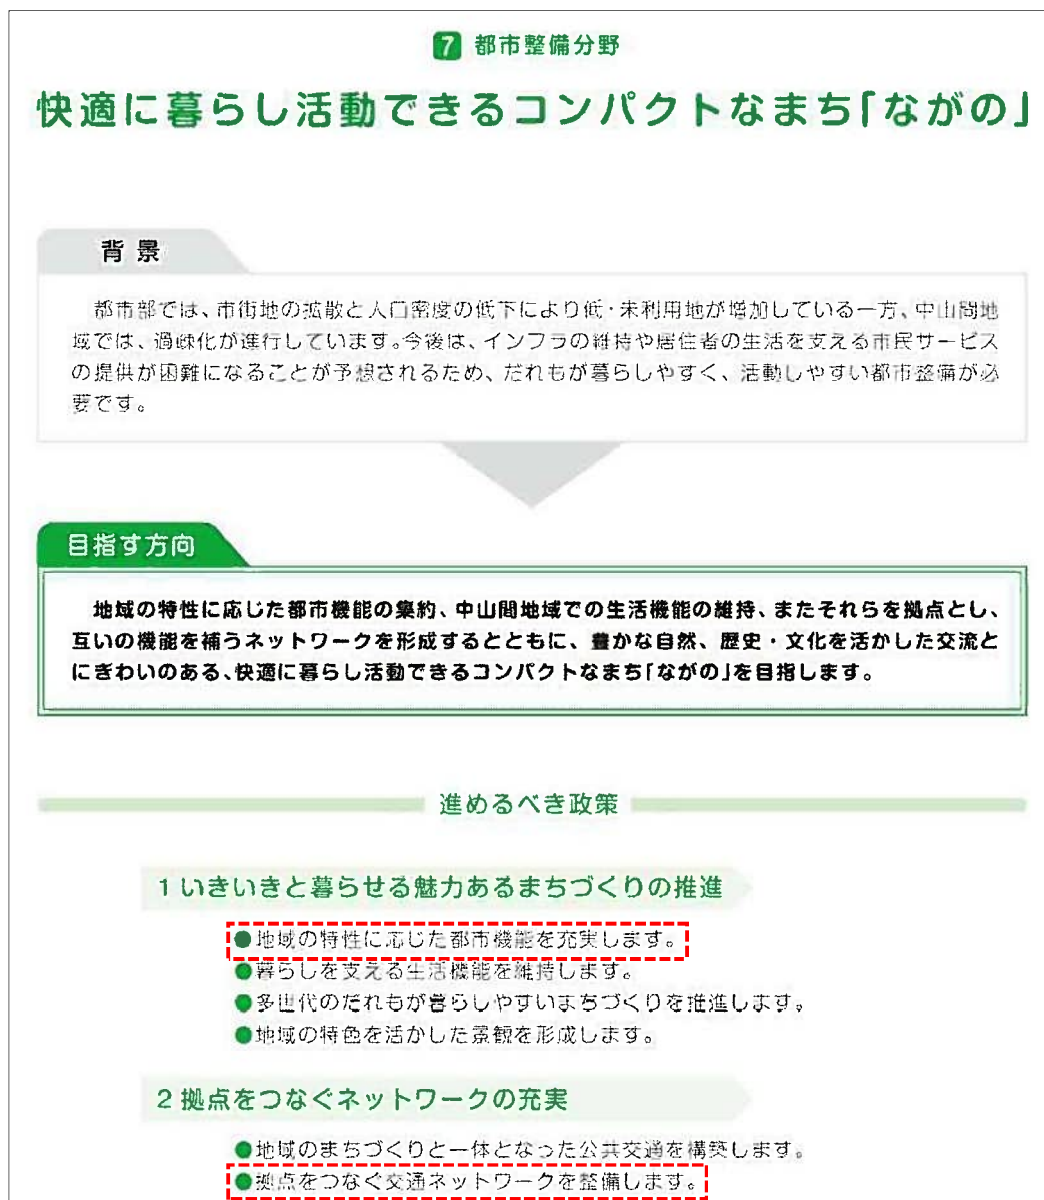 7 都市整備分野
快適に暮らし活動できるコンパクトなまち「ながの」
背景
都市部では、市街地の拡散と人口密度の低下により低・未利用地が増加している一方、中山間地
域では、過疎化が進行しています。今後は、インフラの維持や居住者の生活を支える市民サービス
の提供が困難になることが予想されるため、だれもが暮らしやすく、活動しやすい都市整備が必
要です。
目指す方向
地域の特性に応じた都市機能の集約、中山間地域での生活機能の維持、またそれらを拠点とし、
互いの機能を補うネットワークを形成するとともに、豊かな自然、歴史・文化を活かした交流と
にぎわいのある、快適に暮らし活動できるコンパクトなまち「ながの」を目指します。
進めるべき政策
1 いきいきと暮らせる魅力あるまちづくりの推進
●地域の特性に応じた都市機能を充実します。
●暮らしを支える生活機能を維持します。
●多世代のだれもが暮らしやすいまちづくりを推進します。
●地域の特色を活かした景観を形成します。
2 拠点をつなぐネットワークの充実
●地域のまちづくりと一体となった公共交通を構築します。
●拠点をつなぐ交通ネットワークを整備します。